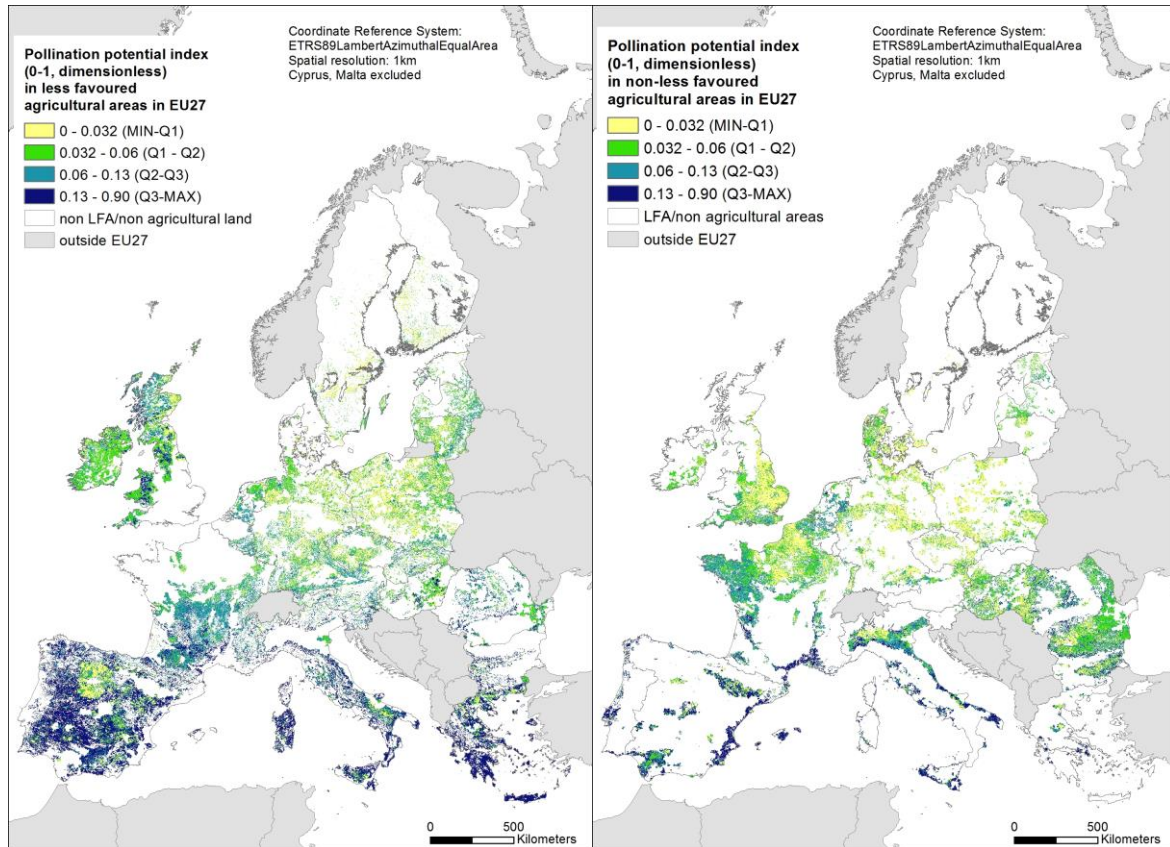 Coordinate Reference System:
ETRS89LambertAzimuthalEqualArea
Spatial resolution: 1km
Cyprus, Malta excluded
Pollination potential index
(0-1, dimensionless)
in less favoured
agricultural areas in EU27
0 - 0.032 (MIN-Q1)
0.032 - 0.06 (Q1 - Q2)
0.06 - 0.13 (Q2-Q3)
0.13 - 0.90 (Q3-MAX)
non LFA/non agricultural land
outside EU27
0 500
Kilometers
Coordinate Reference System:
ETRS89LambertAzimuthalEqualArea
Spatial resolution: 1km
Cyprus, Malta excluded
Pollination potential index
(0-1, dimensionless)
in non-less favoured
agricultural areas in EU27
0 - 0.032 (MIN-Q1)
0.032 - 0.06 (Q1 - Q2)
0.06 - 0.13 (Q2-Q3)
0.13 - 0.90 (Q3-MAX)
LFA/non agricultural areas
outside EU27
0 500
Kilometers